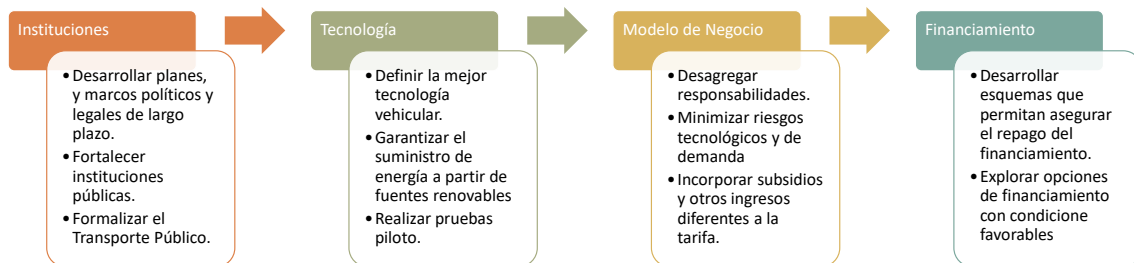 Instituciones
• Desarrollar planes,
y marcos políticos y
legales de largo
plazo.
• Fortalecer
instituciones
públicas.
• Formalizar el
Transporte Público.
Tecnología
• Definir la mejor
tecnología
vehicular.
• Garantizar el
suministro de
energía a partir de
fuentes renovables
• Realizar pruebas
piloto.
Modelo de Negocio
• Desagregar
responsabilidades.
• Minimizar riesgos
tecnológicos y de
demanda
• Incorporar subsidios
y otros ingresos
diferentes a la
tarifa.
Financiamiento
• Desarrollar
esquemas que
permitan asegurar
el repago del
financiamiento.
• Explorar opciones
de financiamiento
con condicione
favorables